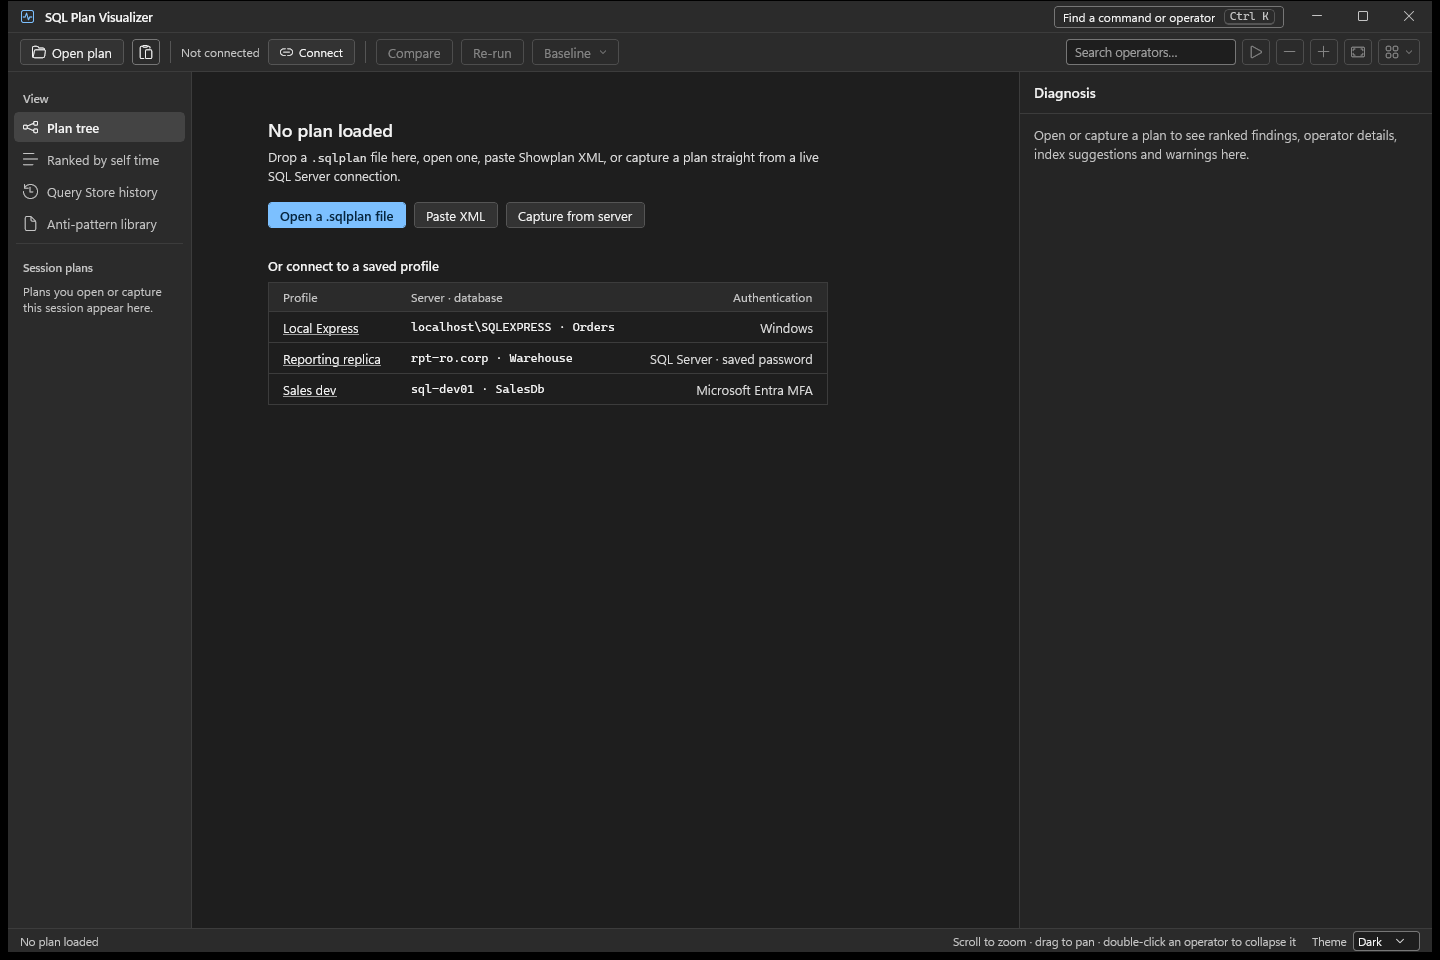 SQL Plan Visualizer
Find a command or operator Ctrl K
Open plan
Not connected
Connect
Compare
Re-run
Baseline
Search operators...
View
Plan tree
Ranked by self time
Query Store history
Anti-pattern library
Session plans
Plans you open or capture
this session appear here.
No plan loaded
Drop a .sqlplan file here, open one, paste Showplan XML, or capture a plan straight from a live
SQL Server connection.
Open a .sqlplan file
Paste XML
Capture from server
Or connect to a saved profile
Profile Server · database Authentication
Local Express localhost\SQLEXPRESS · Orders Windows
Reporting replica rpt-ro.corp · Warehouse SQL Server · saved password
Sales dev sql-dev01 · SalesDb Microsoft Entra MFA
Diagnosis
Open or capture a plan to see ranked findings, operator details,
index suggestions and warnings here.
No plan loaded
Scroll to zoom · drag to pan · double-click an operator to collapse it
Theme Dark